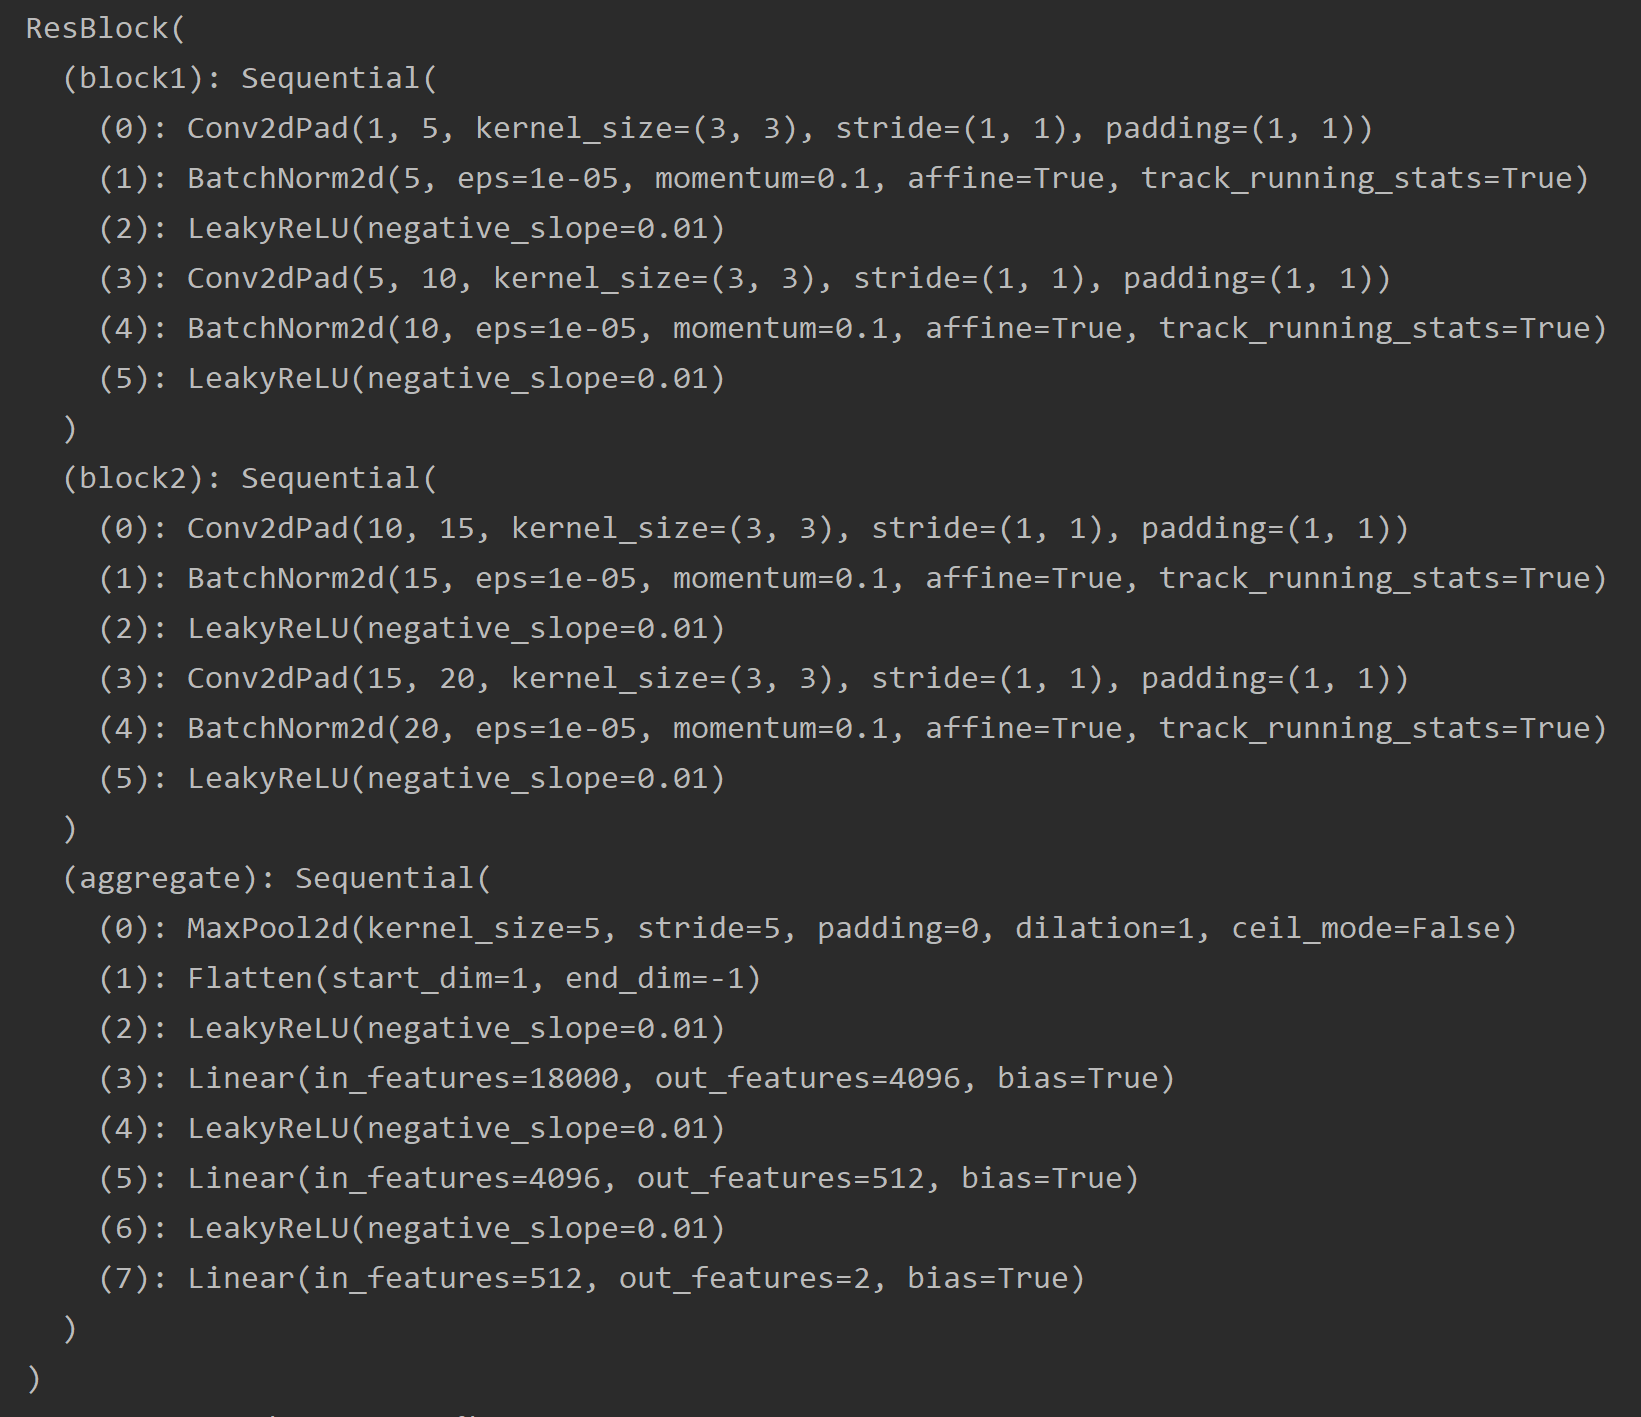 ResBlock(
  (block1): Sequential(
    (0): Conv2dPad(1, 5, kernel_size=(3, 3), stride=(1, 1), padding=(1, 1))
    (1): BatchNorm2d(5, eps=1e-05, momentum=0.1, affine=True, track_running_stats=True)
    (2): LeakyReLU(negative_slope=0.01)
    (3): Conv2dPad(5, 10, kernel_size=(3, 3), stride=(1, 1), padding=(1, 1))
    (4): BatchNorm2d(10, eps=1e-05, momentum=0.1, affine=True, track_running_stats=True)
    (5): LeakyReLU(negative_slope=0.01)
  )
  (block2): Sequential(
    (0): Conv2dPad(10, 15, kernel_size=(3, 3), stride=(1, 1), padding=(1, 1))
    (1): BatchNorm2d(15, eps=1e-05, momentum=0.1, affine=True, track_running_stats=True)
    (2): LeakyReLU(negative_slope=0.01)
    (3): Conv2dPad(15, 20, kernel_size=(3, 3), stride=(1, 1), padding=(1, 1))
    (4): BatchNorm2d(20, eps=1e-05, momentum=0.1, affine=True, track_running_stats=True)
    (5): LeakyReLU(negative_slope=0.01)
  )
  (aggregate): Sequential(
    (0): MaxPool2d(kernel_size=5, stride=5, padding=0, dilation=1, ceil_mode=False)
    (1): Flatten(start_dim=1, end_dim=-1)
    (2): LeakyReLU(negative_slope=0.01)
    (3): Linear(in_features=18000, out_features=4096, bias=True)
    (4): LeakyReLU(negative_slope=0.01)
    (5): Linear(in_features=4096, out_features=512, bias=True)
    (6): LeakyReLU(negative_slope=0.01)
    (7): Linear(in_features=512, out_features=2, bias=True)
  )
)